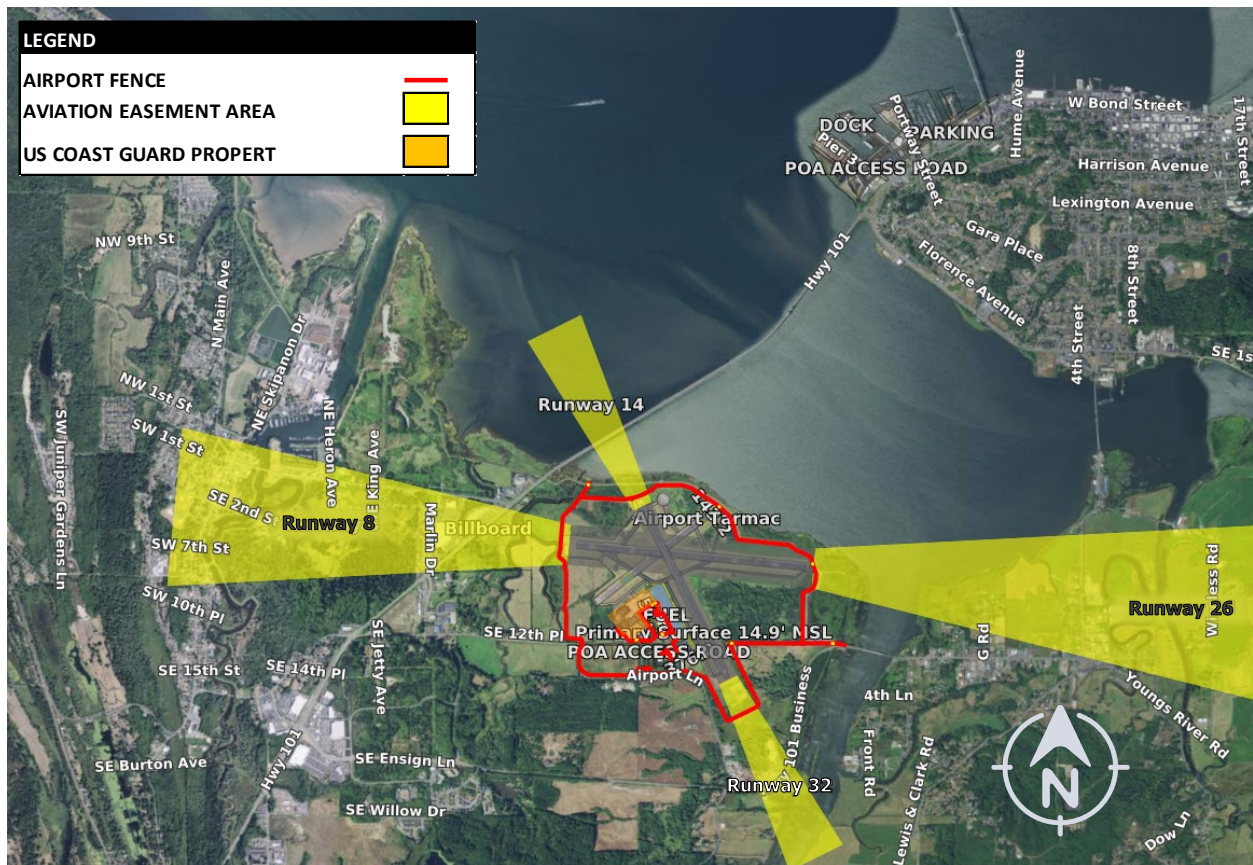 LEGEND
AIRPORT FENCE
AVIATION EASEMENT AREA
US COAST GUARD PROPERT
W Bond Street
17th Street
Hume Avenue
Portway Street
DOCK
PARKING
Pier 3
POA ACCESS ROAD
Harrison Avenue
Lexington Avenue
Gara Place
Florence Avenue
8th Street
4th Street
SE 1s
Hwy 101
NW 9th St
N Main Ave
NE Skipanon Dr
NW 1st St
SW 1st St
SW Juniper Gardens Ln
NE Heron Ave
E King Ave
Runway 14
SE 2nd S
Runway 8
Marlin Dr
Billboard
Airport Tarmac
SW 7th St
SW 10th Pl
Runway 26
SE 12th Pl
Primary Surface 14.9' MSL
POA ACCESS ROAD
Airport Ln
G Rd
SE 15th St
SE 14th Pl
SE Jetty Ave
4th Ln
Youngs River Rd
101 Business
Front Rd
Lewis & Clark Rd
SE Burton Ave
Hwy 101
SE Ensign Ln
Runway 32
SE Willow Dr
N
Dow Ln